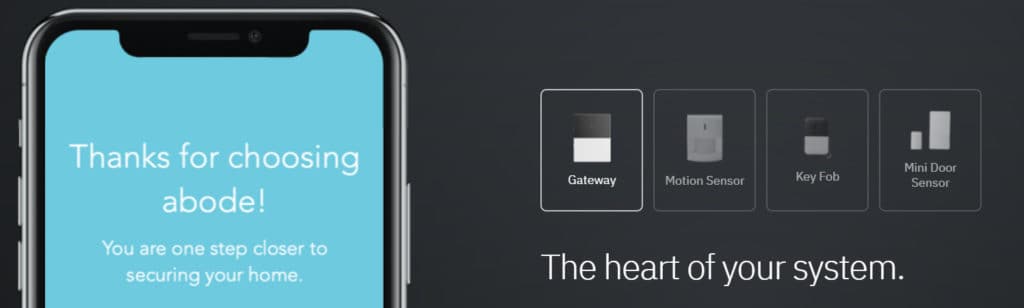 Thanks for choosing
abode!
You are one step closer to
securing your home.
Gateway
Motion Sensor
Key Fob
Mini Door
Sensor
The heart of your system.